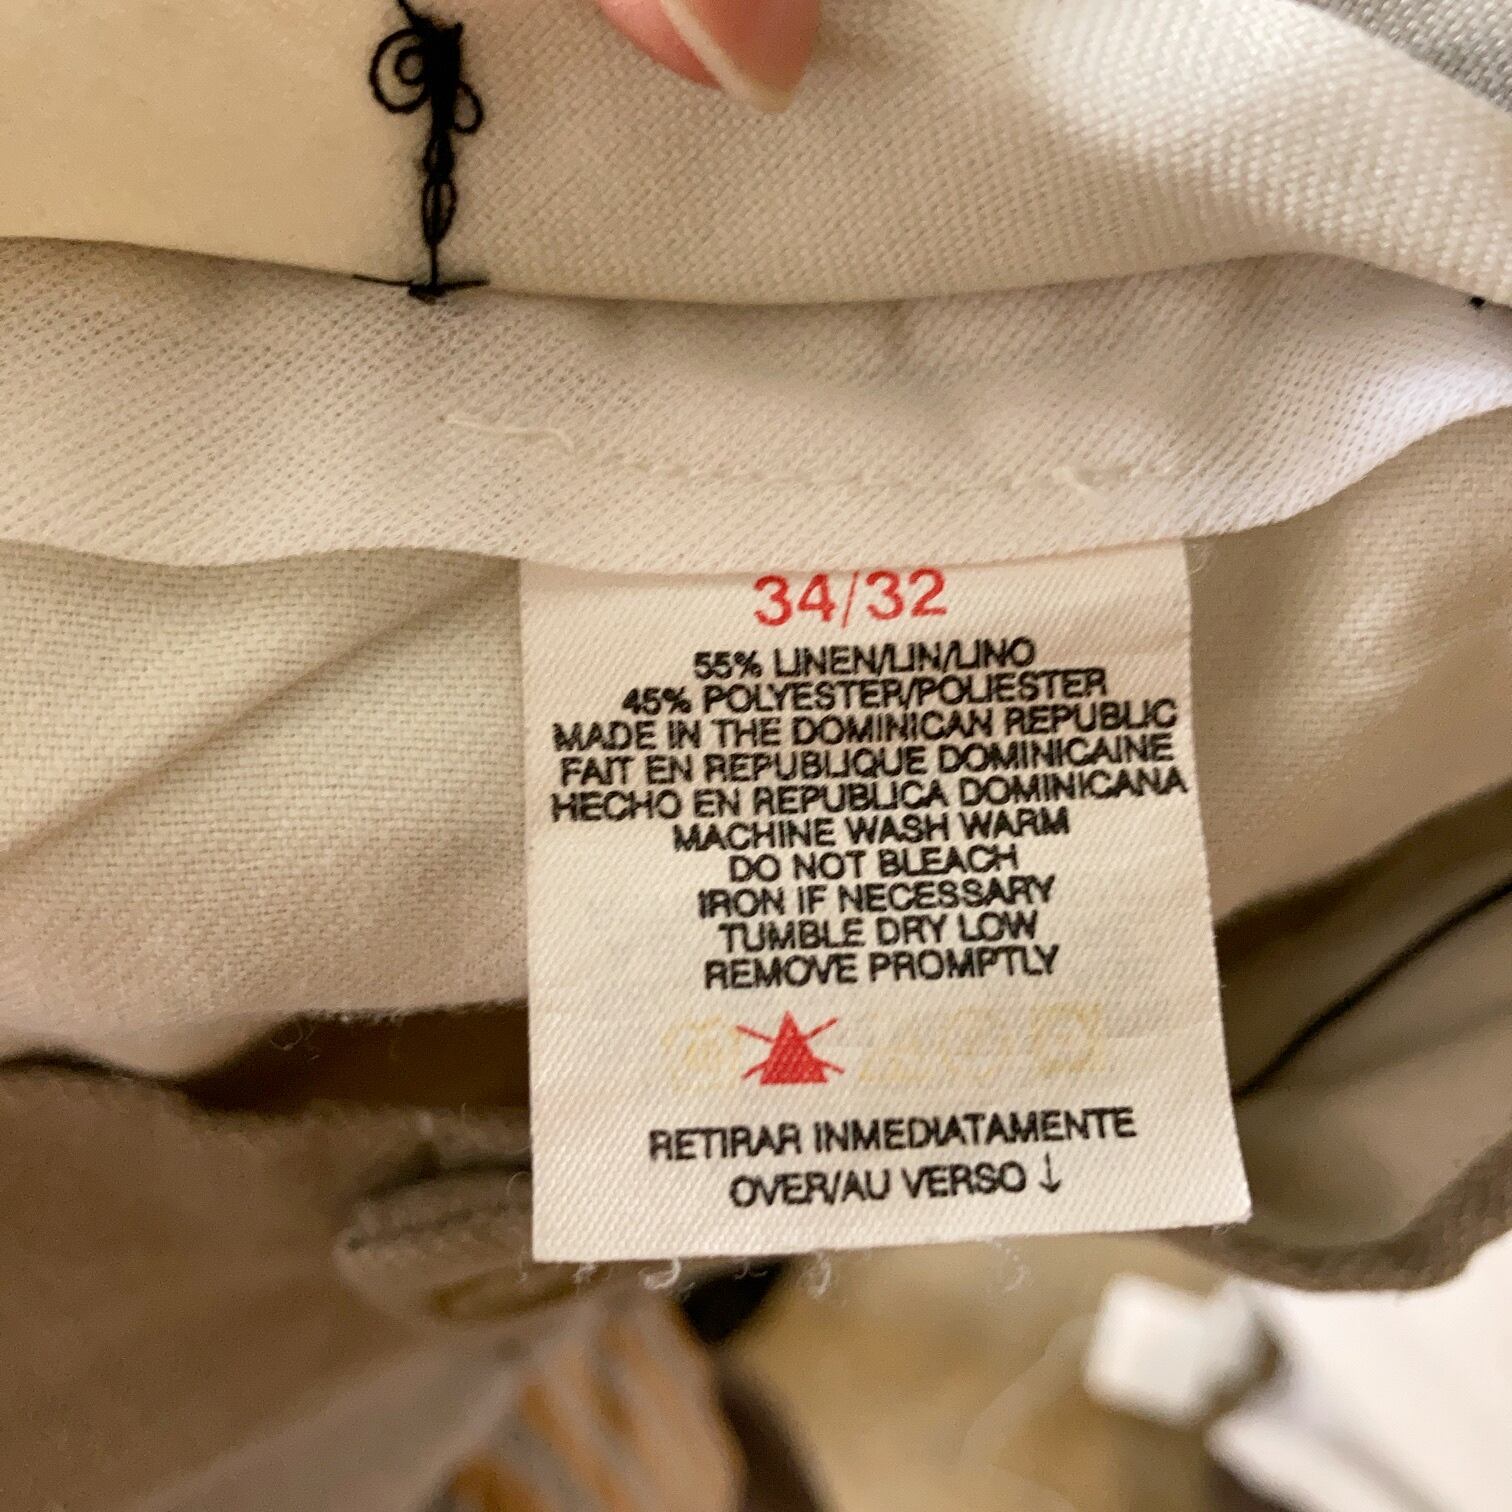 34/32
55% LINEN/LIN/LINO
45% POLYESTER/POLIESTER
MADE IN THE DOMINICAN REPUBLIC
FAIT EN REPUBLIQUE DOMINICAINE
HECHO EN REPUBLICA DOMINICANA
MACHINE WASH WARM
DO NOT BLEACH
IRON IF NECESSARY
TUMBLE DRY LOW
REMOVE PROMPTLY
RETIRAR INMEDIATAMENTE
OVER/AU VERSO ↓